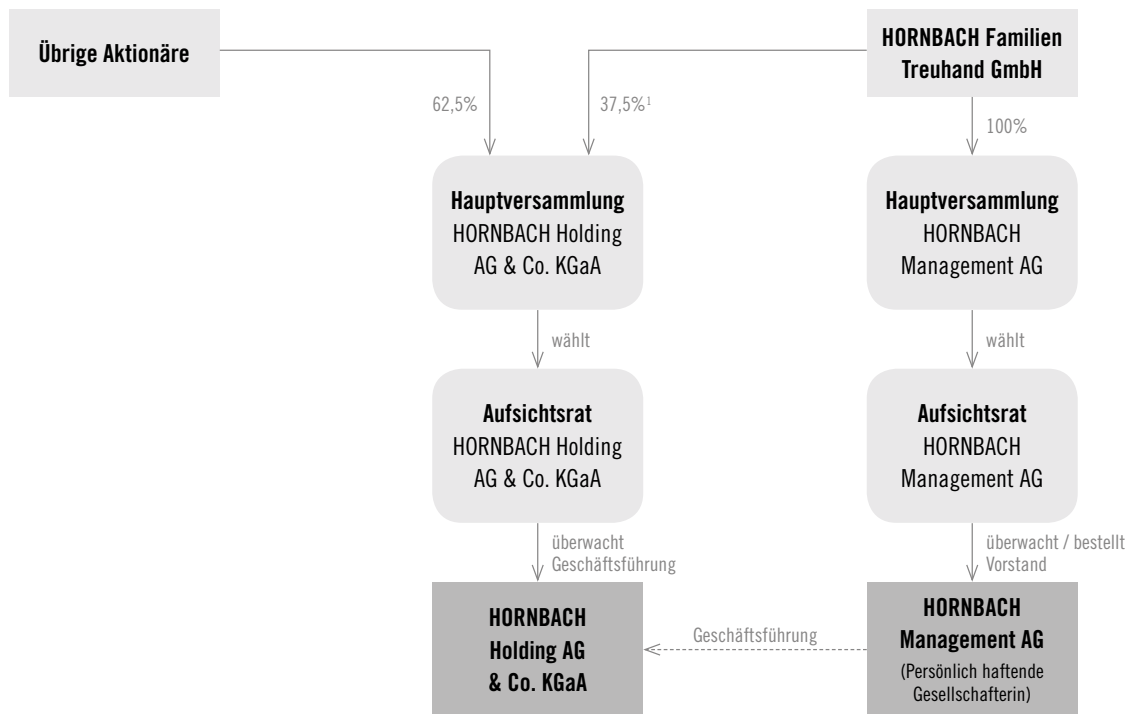 Übrige Aktionäre
HORNBACH Familien
Treuhand GmbH
62,5%
37,5%¹
100%
Hauptversammlung
HORNBACH Holding
AG & Co. KGaA
Hauptversammlung
HORNBACH
Management AG
wählt
wählt
Aufsichtsrat
HORNBACH Holding
AG & Co. KGaA
Aufsichtsrat
HORNBACH
Management AG
überwacht
Geschäftsführung
überwacht / bestellt
Vorstand
HORNBACH
Holding AG
& Co. KGaA
Geschäftsführung
HORNBACH
Management AG
(Persönlich haftende
Gesellschafterin)